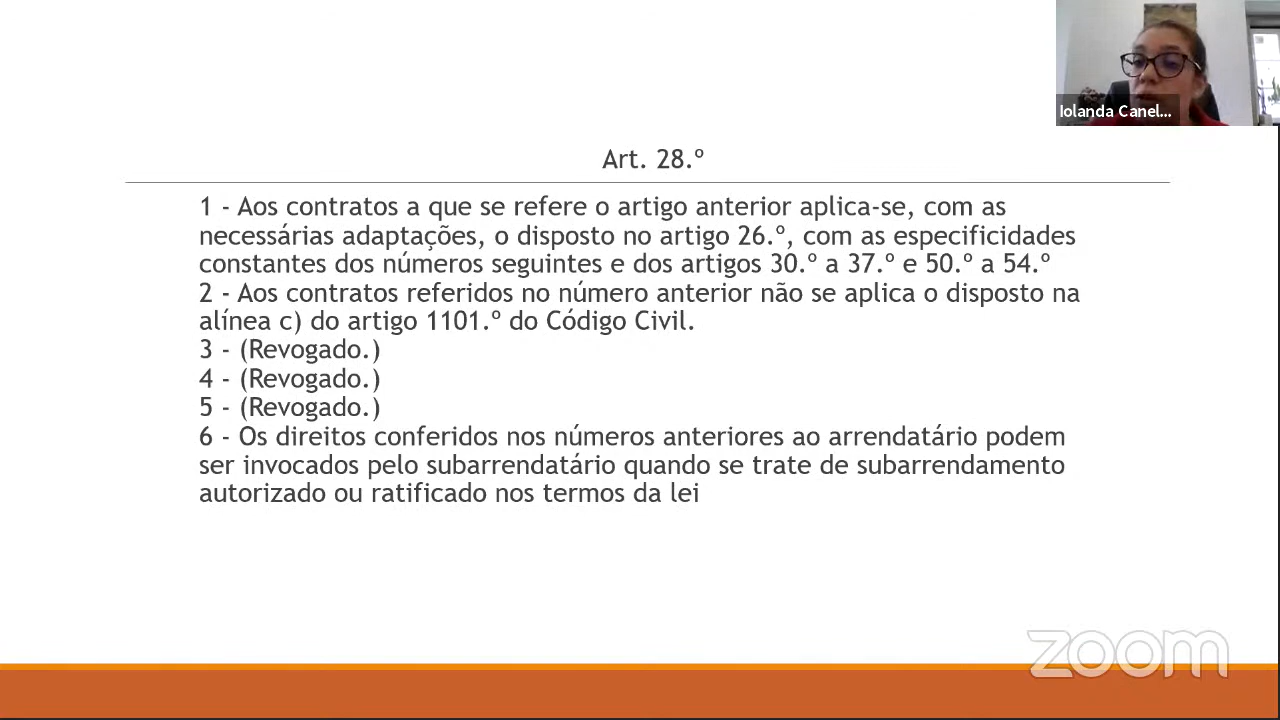 Iolanda Canel...
Art. 28.º
1 - Aos contratos a que se refere o artigo anterior aplica-se, com as
necessárias adaptações, o disposto no artigo 26.º, com as especificidades
constantes dos números seguintes e dos artigos 30.º a 37.º e 50.º a 54.º
2 - Aos contratos referidos no número anterior não se aplica o disposto na
alínea c) do artigo 1101.º do Código Civil.
3 - (Revogado.)
4 - (Revogado.)
5 - (Revogado.)
6 - Os direitos conferidos nos números anteriores ao arrendatário podem
ser invocados pelo subarrendatário quando se trate de subarrendamento
autorizado ou ratificado nos termos da lei
zoom